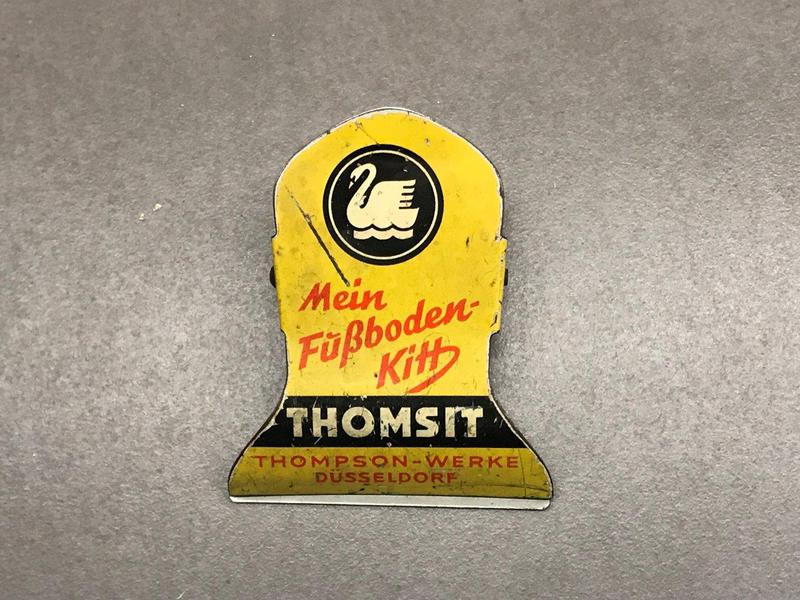 Mein
Fußboden-
Kitt
THOMSIT
THOMPSON-WERKE
DÜSSELDORF